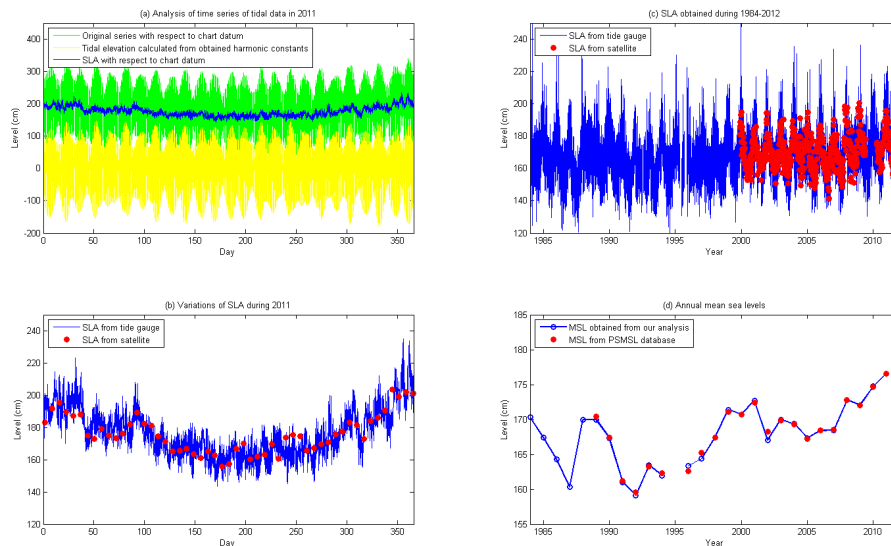 (a) Analysis of time series of tidal data in 2011
Original series with respect to chart datum
Tidal elevation calculated from obtained harmonic constants
SLA with respect to chart datum
Level (cm)
400
300
200
100
0
-100
-200
0 50 100 150 200 250 300 350
Day
(c) SLA obtained during 1984-2012
SLA from tide gauge
SLA from satellite
Level (cm)
260
240
220
200
180
160
140
120
1985 1990 1995 2000 2005 2010
Year
(b) Variations of SLA during 2011
SLA from tide gauge
SLA from satellite
Level (cm)
240
220
200
180
160
140
120
0 50 100 150 200 250 300 350
Day
(d) Annual mean sea levels
MSL obtained from our analysis
MSL from PSMSL database
Level (cm)
185
180
175
170
165
160
155
1985 1990 1995 2000 2005 2010
Year